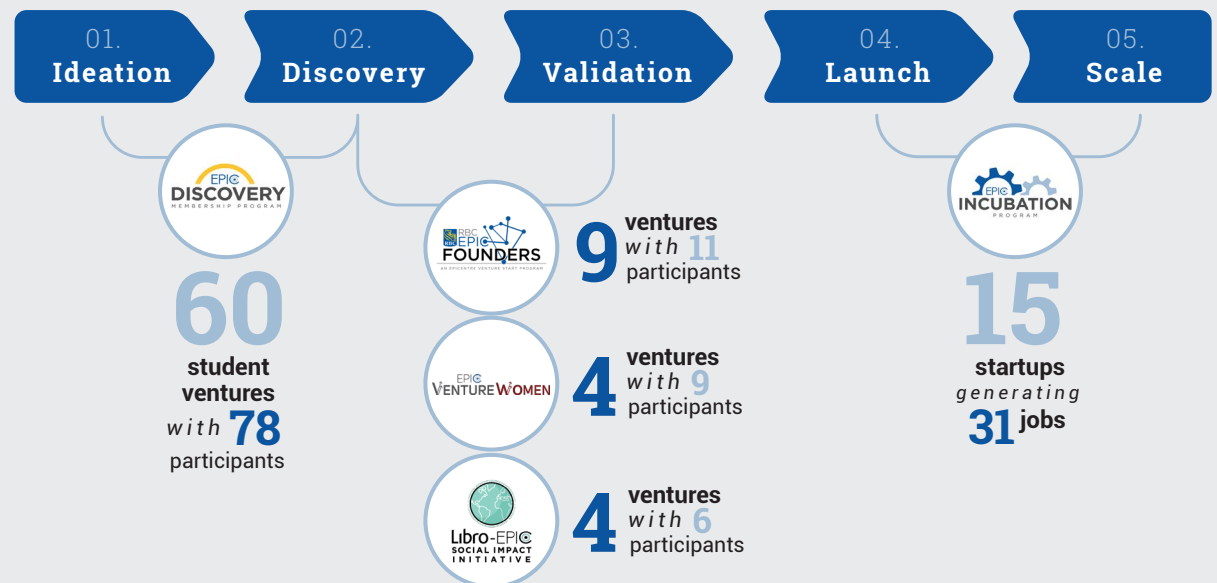 01.
Ideation
02.
Discovery
03.
Validation
04.
Launch
05.
Scale
EPIC
DISCOVERY
MEMBERSHIP PROGRAM
60
student
ventures
with 78
participants
RBC
RBC
EPIC
FOUNDERS
AN EPICENTRE VENTURE START PROGRAM
9 ventures
with 11
participants
EPIC
VENTURE WOMEN
4 ventures
with 9
participants
Libro-EPIC
SOCIAL IMPACT
INITIATIVE
4 ventures
with 6
participants
EPIC
INCUBATION
PROGRAM
15
startups
generating
31 jobs